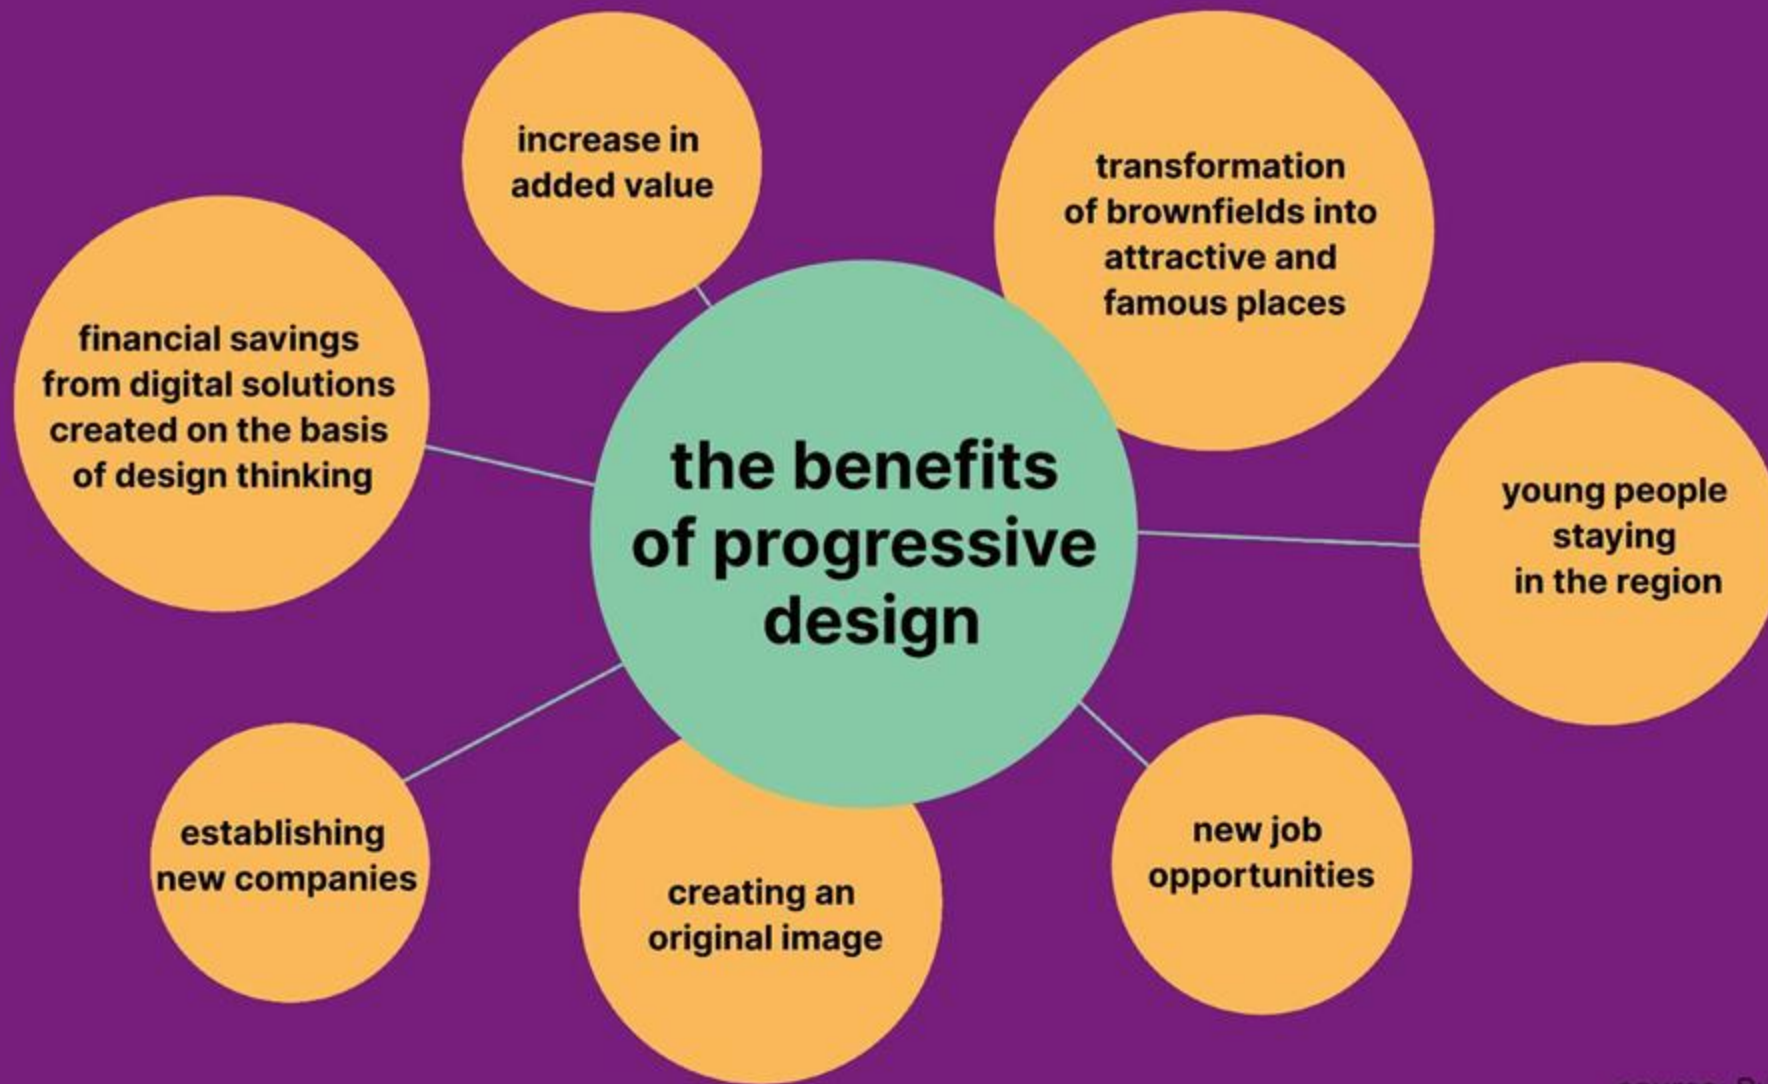 increase in
added value
transformation
of brownfields into
attractive and
famous places
financial savings
from digital solutions
created on the basis
of design thinking
the benefits
of progressive
design
young people
staying
in the region
establishing
new companies
creating an
original image
new job
opportunities